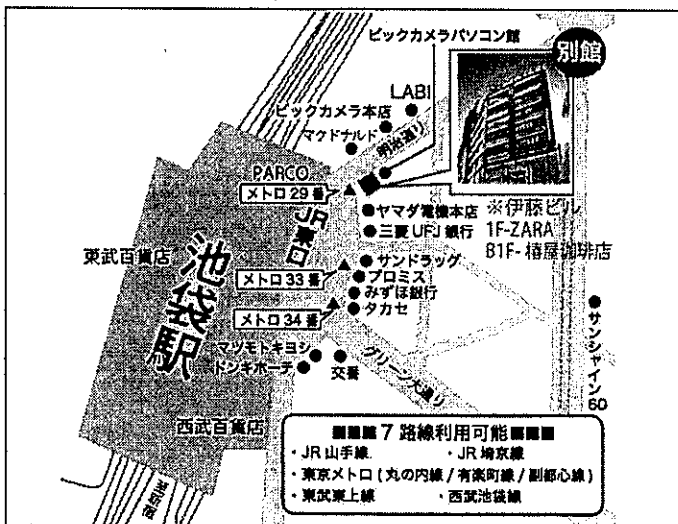 ビックカメラパソコン館
別館
LABI
ビックカメラ本店
マクドナルド
明治通り
PARCO
メトロ29番
JR東口
ヤマダ電機本店
三菱UFJ銀行
※伊藤ビル
1F-ZARA
B1F-椿屋珈琲店
東武百貨店
池袋駅
サンドラッグ
メトロ33番
プロミス
みずほ銀行
メトロ34番
タカセ
マツモトキヨシ
ドンキホーテ
交番
グリーン大通り
サンシャイン60
西武百貨店
7路線利用可能
・JR山手線.
・JR埼京線
・東京メトロ(丸の内線/有楽町線/副都心線)
・東武東上線
・西武池袋線